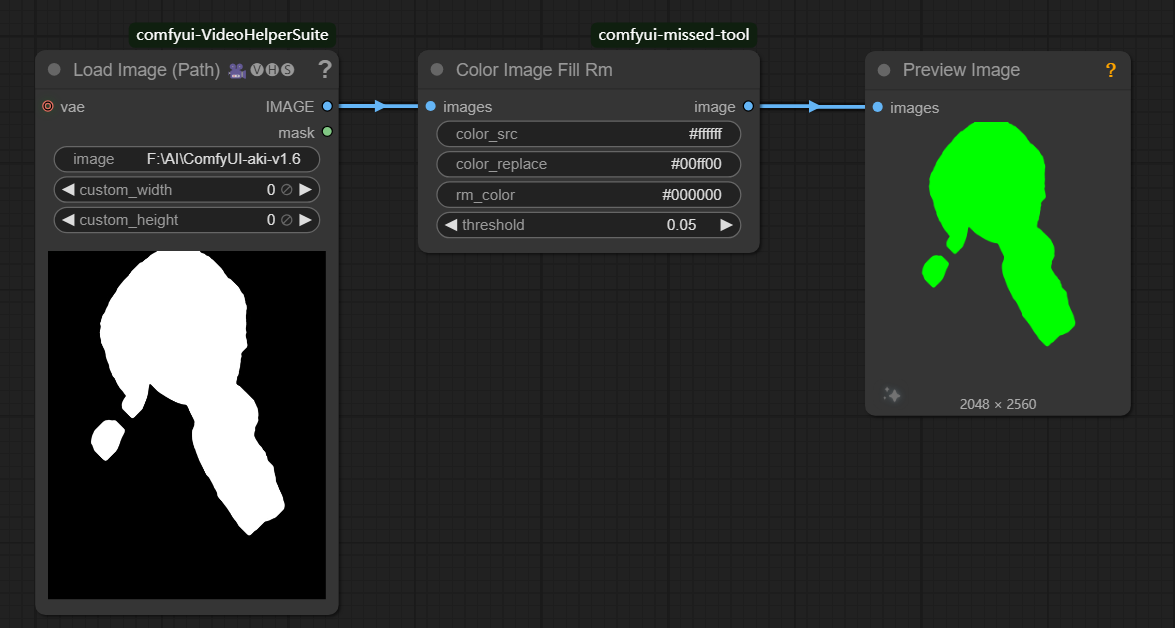 comfyui-VideoHelperSuite
Load Image (Path) VHS ?
vae IMAGE
mask
image F:\AI\ComfyUI-aki-v1.6
custom_width 0
custom_height 0
comfyui-missed-tool
Color Image Fill Rm
images image
color_src #ffffff
color_replace #00ff00
rm_color #000000
threshold 0.05
Preview Image ?
images
2048 × 2560